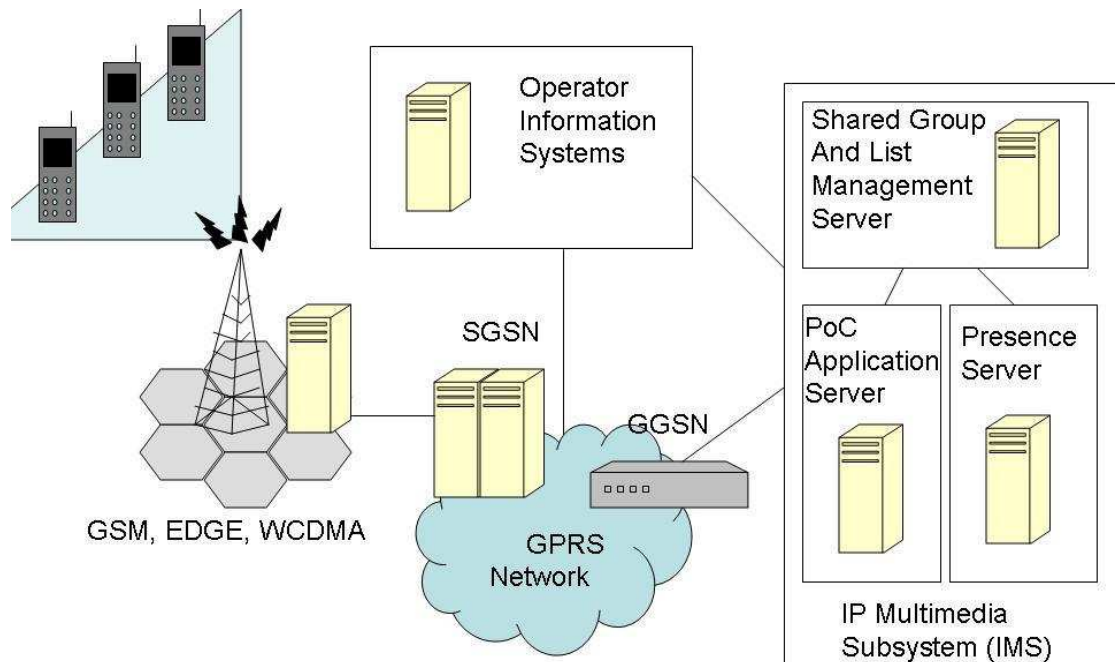 Operator
Information
Systems
Shared Group
And List
Management
Server
SGSN
GGSN
PoC
Application
Server
Presence
Server
GSM, EDGE, WCDMA
GPRS
Network
IP Multimedia
Subsystem (IMS)